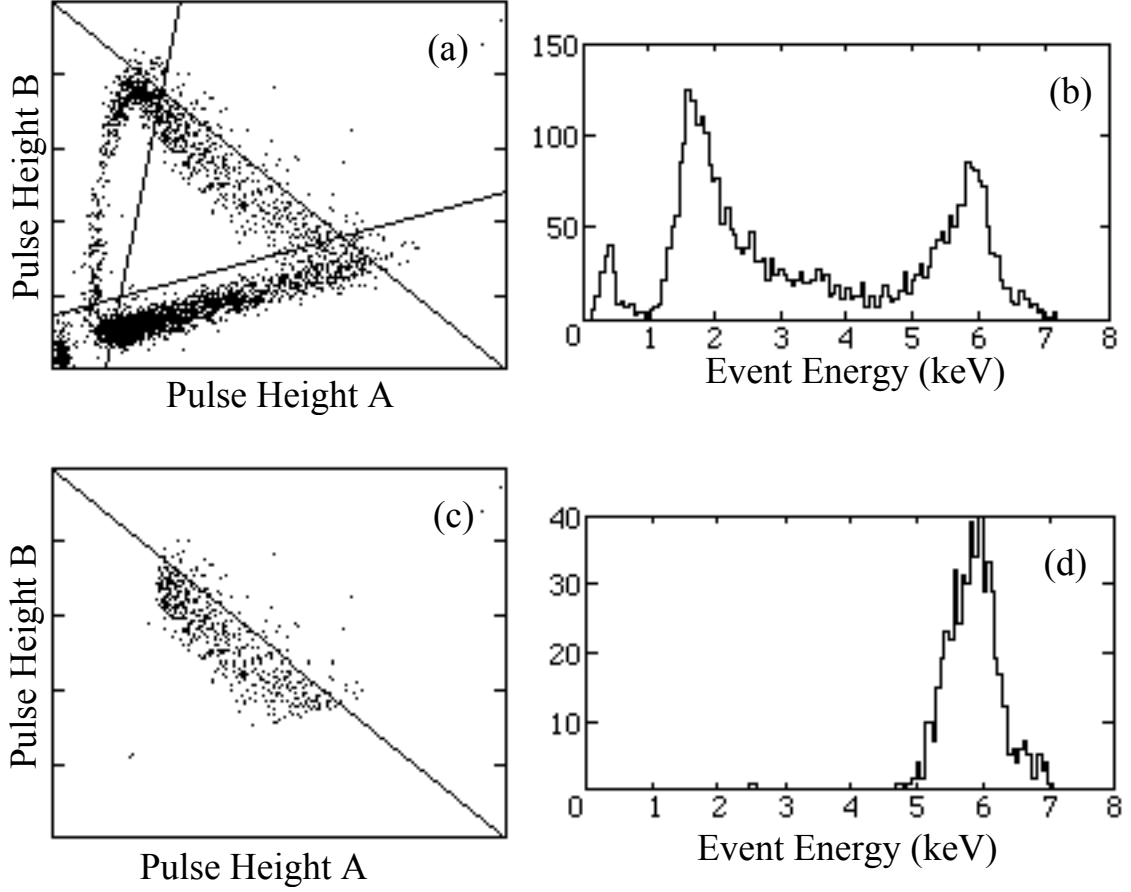 (a)
Pulse Height B
Pulse Height A
150
100
50
0
1 2 3 4 5 6 7 8
Event Energy (keV)
(b)
(c)
Pulse Height B
Pulse Height A
40
30
20
10
0 1 2 3 4 5 6 7 8
Event Energy (keV)
(d)